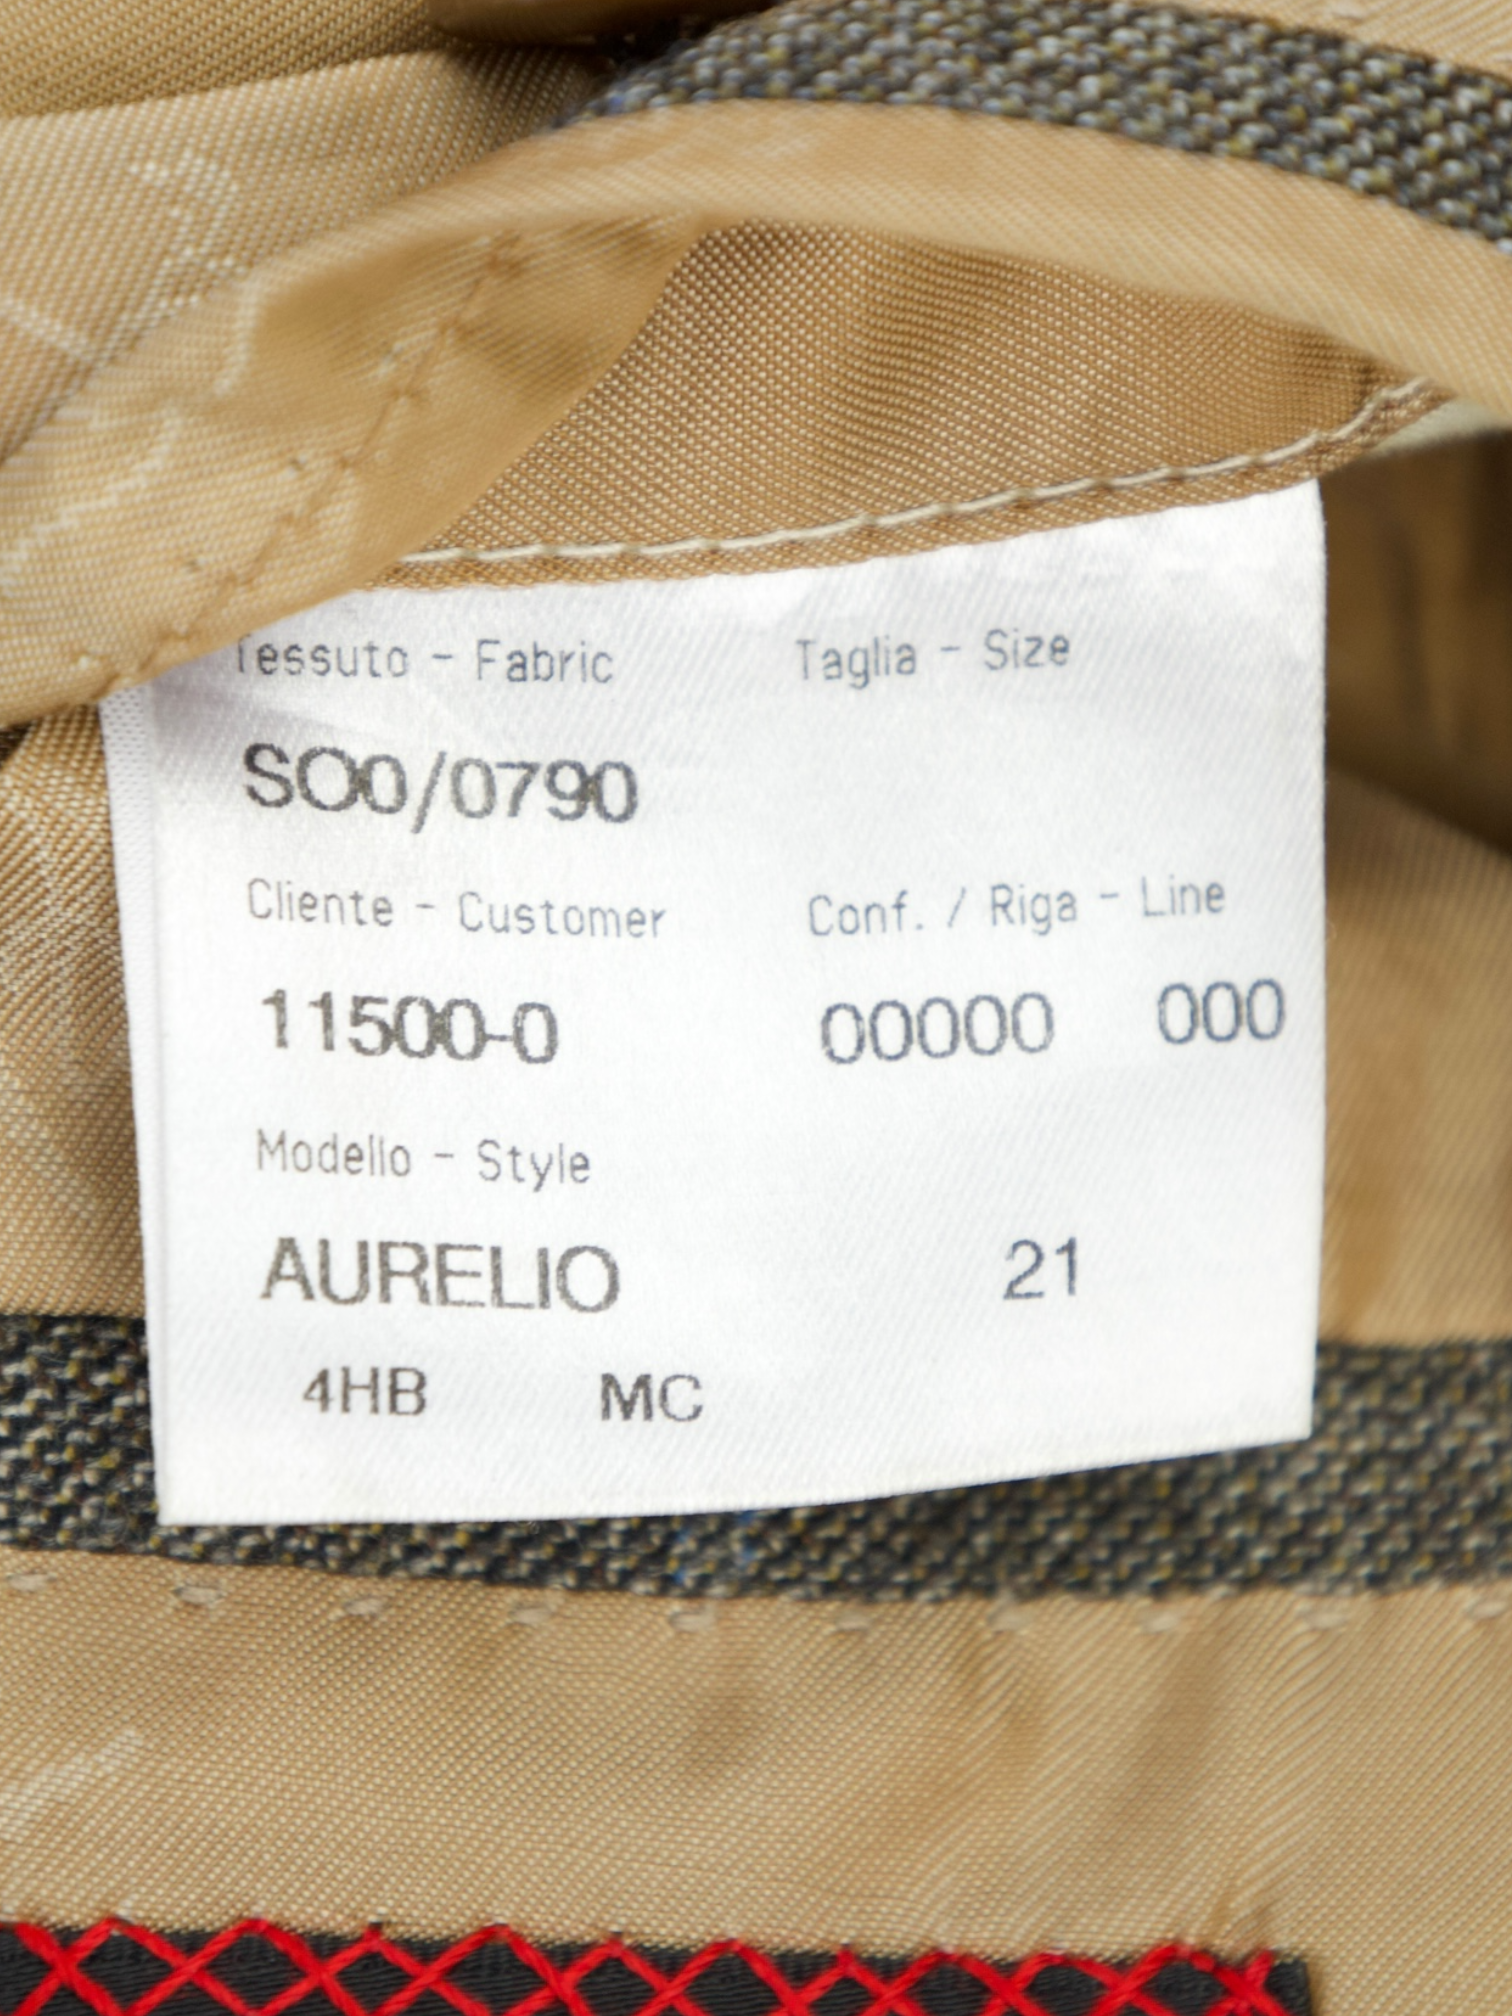 Tessuto - Fabric Taglia - Size
SO0/0790
Cliente - Customer Conf. / Riga - Line
11500-0 00000 000
Modello - Style
AURELIO 21
4HB MC